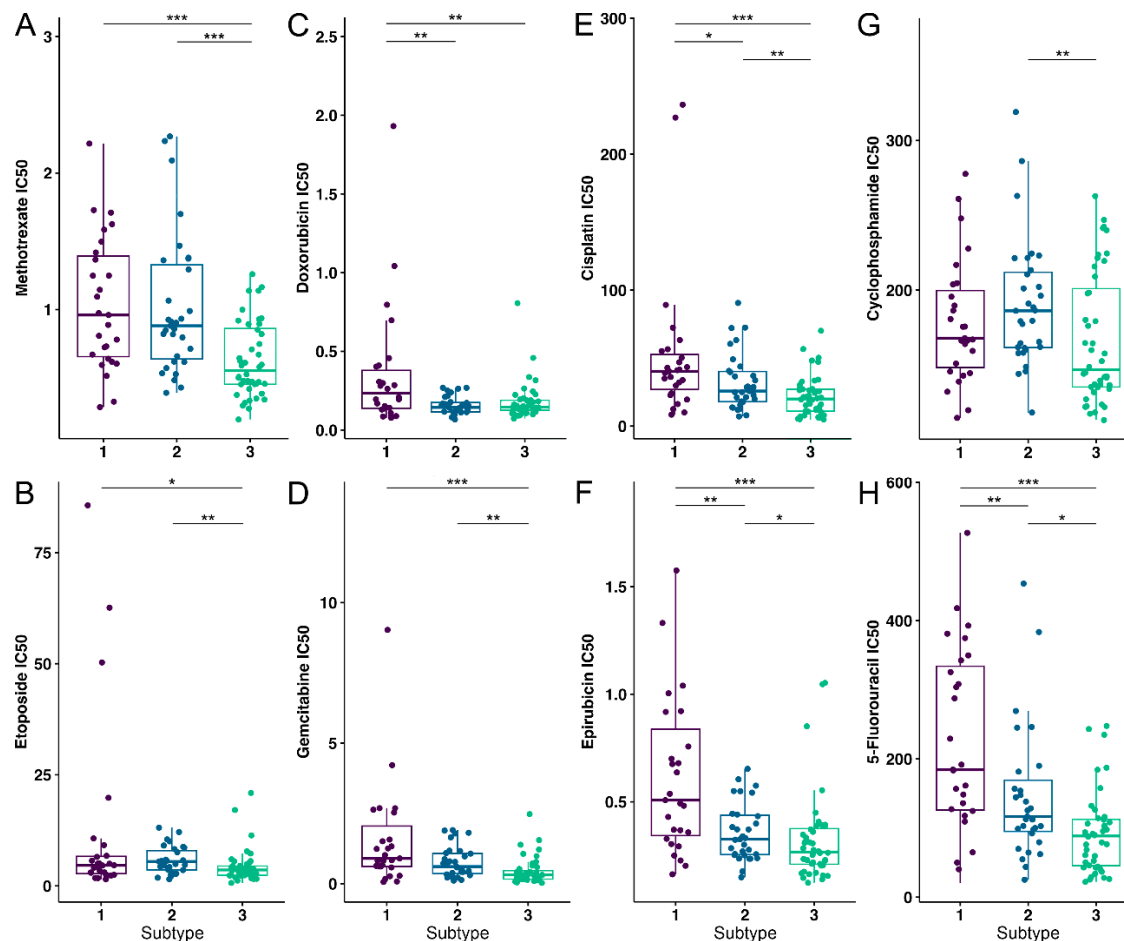 A
***
***
3
2
1
Methotrexate IC50
1 2 3
C
**
**
2.5
2.0
1.5
1.0
0.5
0.0
Doxorubicin IC50
1 2 3
E
***
*
**
300
200
100
0
Cisplatin IC50
1 2 3
G
**
300
200
Cyclophosphamide IC50
1 2 3
B
*
**
75
50
25
0
Etoposide IC50
1 2 3
Subtype
D
***
**
10
5
0
Gemcitabine IC50
1 2 3
Subtype
F
***
**
*
1.5
1.0
0.5
Epirubicin IC50
1 2 3
Subtype
H
***
**
*
600
400
200
0
5-Fluorouracil IC50
1 2 3
Subtype